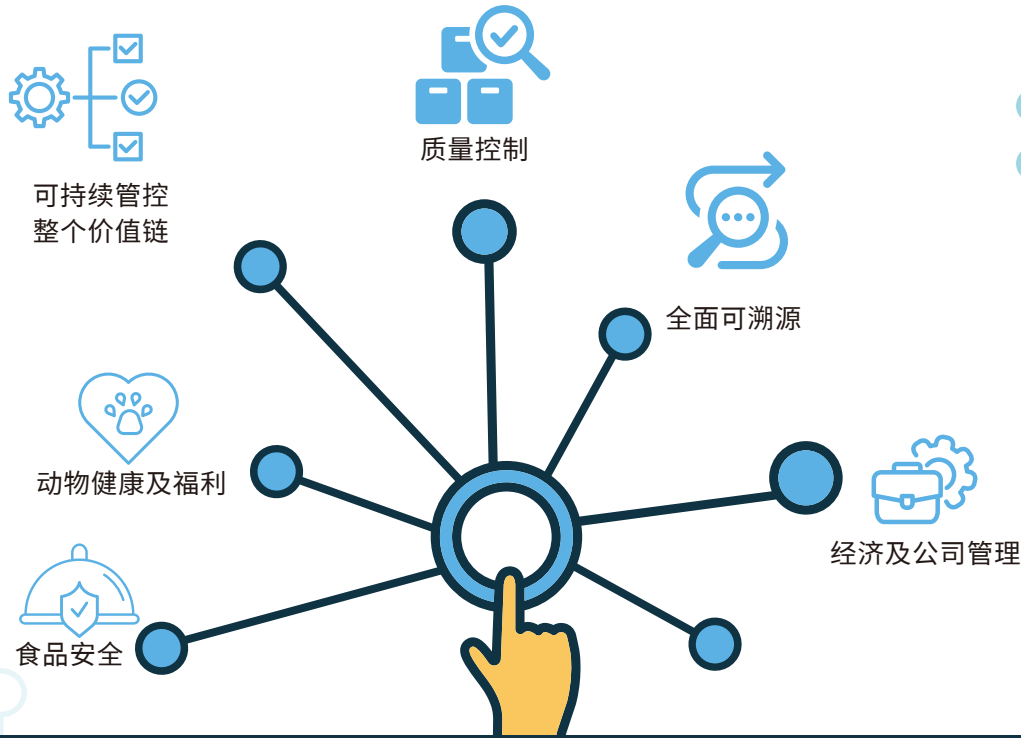 质量控制
可持续管控
整个价值链
全面可溯源
动物健康及福利
经济及公司管理
食品安全